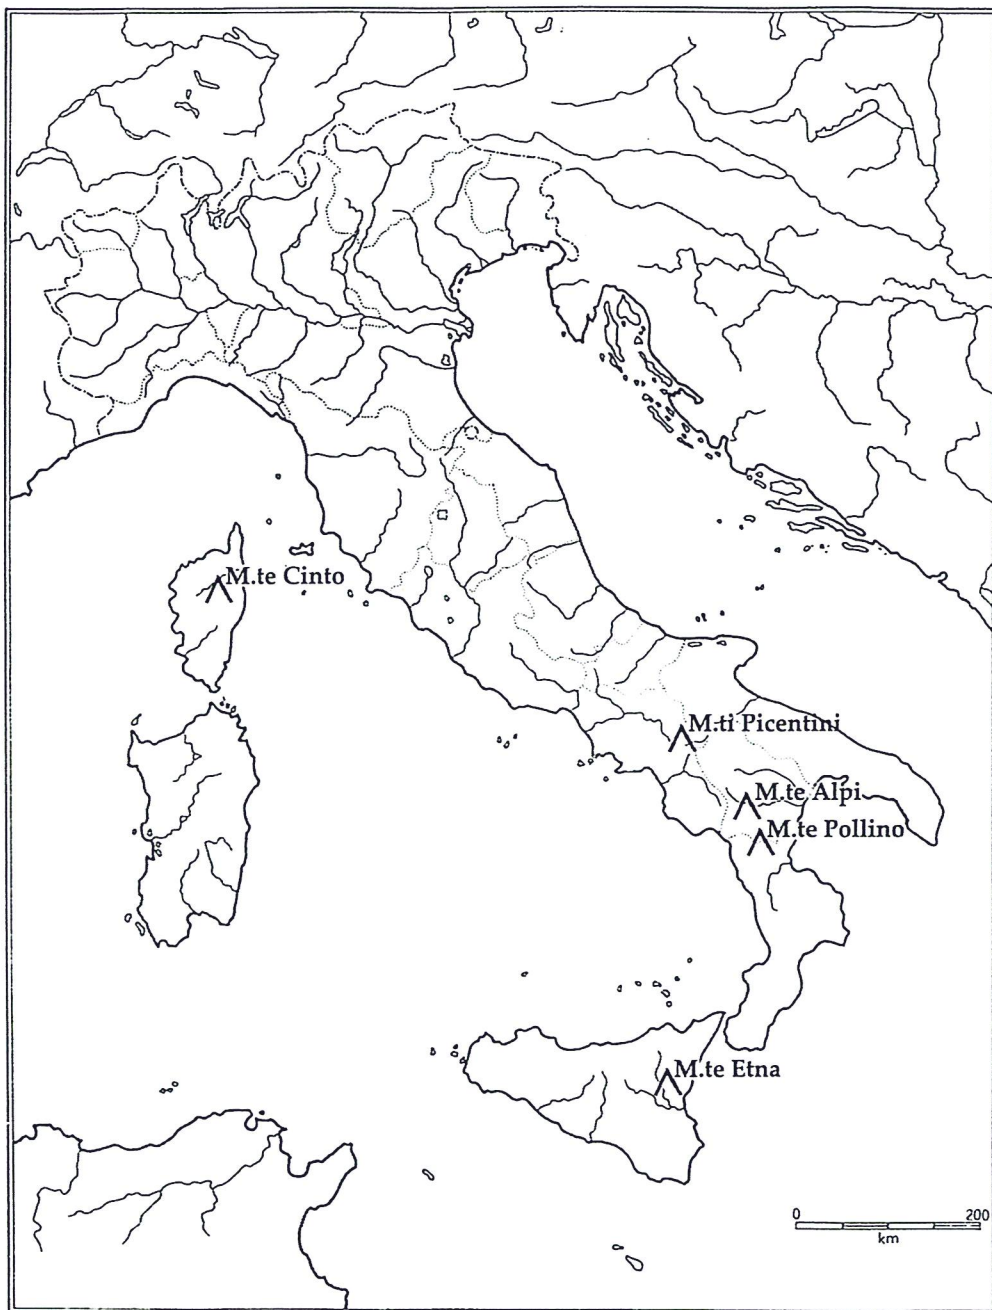 M.te Cinto
M.ti Picentini
M.te Alpi
M.te Pollino
M.te Etna
0 200
km